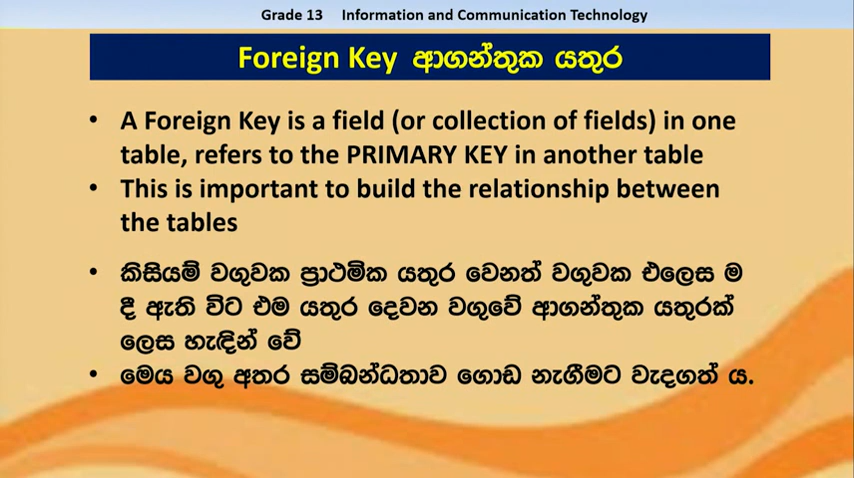 Grade 13 Information and Communication Technology
Foreign Key ආගන්තුක යතුර
• A Foreign Key is a field (or collection of fields) in one
table, refers to the PRIMARY KEY in another table
• This is important to build the relationship between
the tables
• කිසියම් වගුවක ප්‍රාථමික යතුර වෙනත් වගුවක එලෙස ම
දී ඇති විට එම යතුර දෙවන වගුවේ ආගන්තුක යතුරක්
ලෙස හැඳින් වේ
• මෙය වගු අතර සම්බන්ධතාව ගොඩ නැගීමට වැදගත් ය.